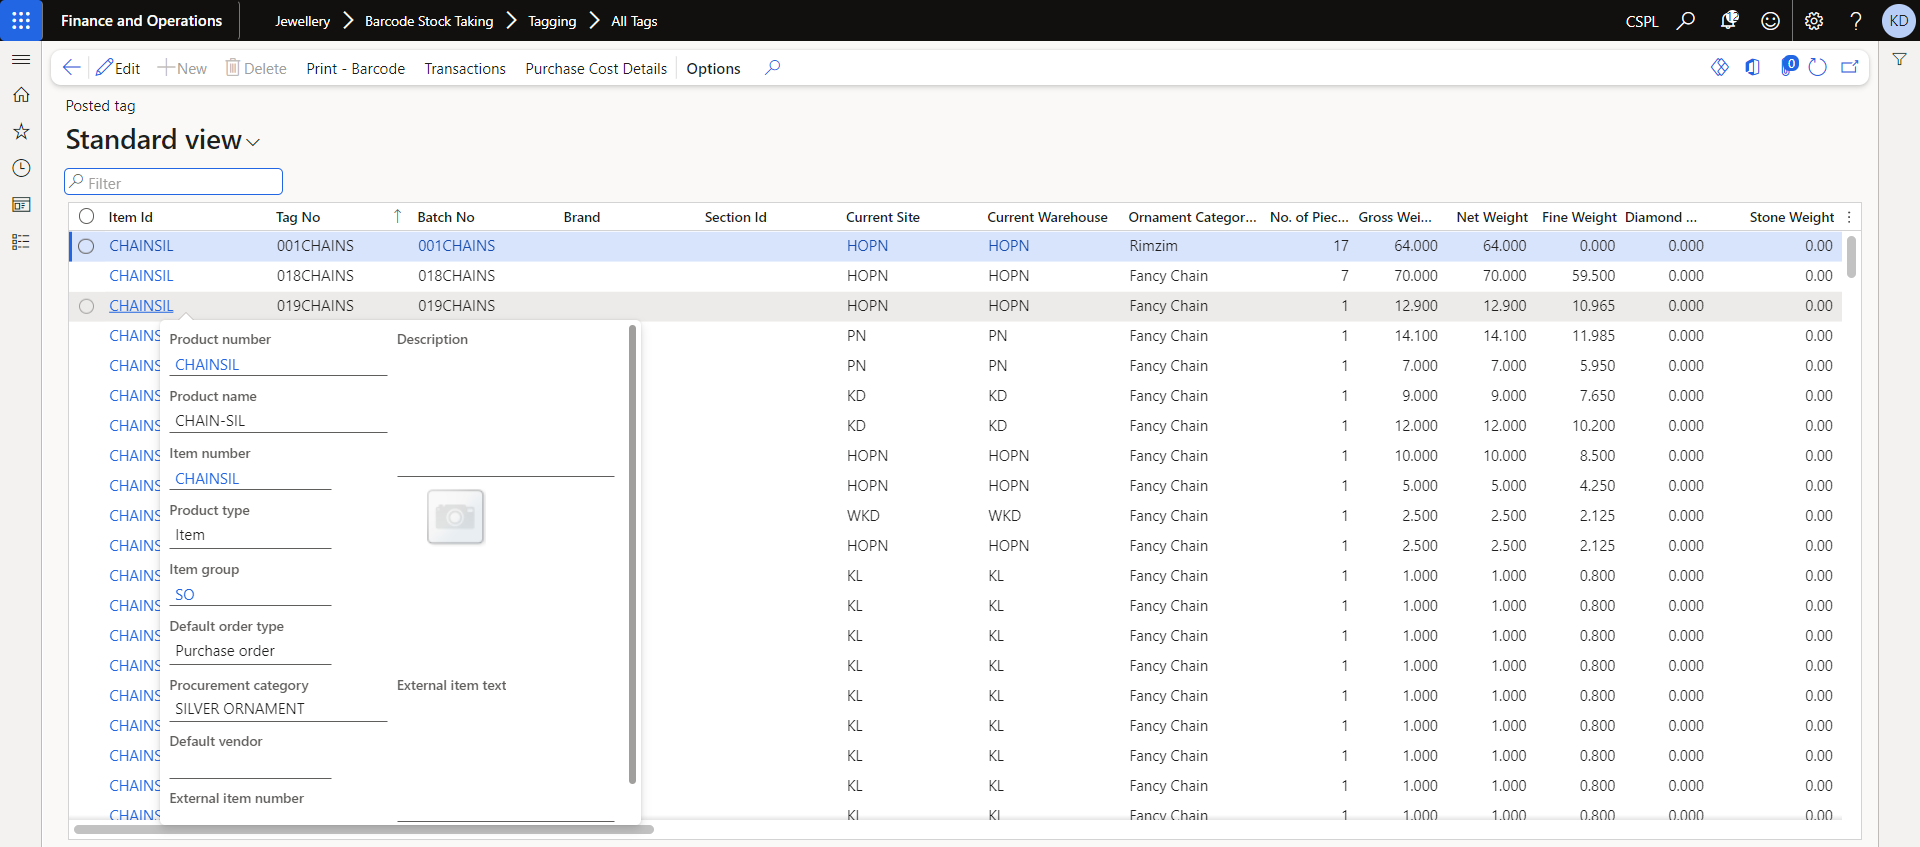 Finance and Operations Jewellery Barcode Stock Taking Tagging All Tags CSPL 12 KD
Edit New Delete Print - Barcode Transactions Purchase Cost Details Options 0
Posted tag
Standard view
Filter
Item Id Tag No Batch No Brand Section Id Current Site Current Warehouse Ornament Categor... No. of Piec... Gross Wei... Net Weight Fine Weight Diamond ... Stone Weight
CHAINSIL 001CHAINS 001CHAINS HOPN HOPN Rimzim 17 64.000 64.000 0.000 0.000 0.00
CHAINSIL 018CHAINS 018CHAINS HOPN HOPN Fancy Chain 7 70.000 70.000 59.500 0.000 0.00
CHAINSIL 019CHAINS 019CHAINS HOPN HOPN Fancy Chain 1 12.900 12.900 10.965 0.000 0.00
CHAINS PN PN Fancy Chain 1 14.100 14.100 11.985 0.000 0.00
CHAINS PN PN Fancy Chain 1 7.000 7.000 5.950 0.000 0.00
CHAINS KD KD Fancy Chain 1 9.000 9.000 7.650 0.000 0.00
CHAINS KD KD Fancy Chain 1 12.000 12.000 10.200 0.000 0.00
CHAINS HOPN HOPN Fancy Chain 1 10.000 10.000 8.500 0.000 0.00
CHAINS HOPN HOPN Fancy Chain 1 5.000 5.000 4.250 0.000 0.00
CHAINS WKD WKD Fancy Chain 1 2.500 2.500 2.125 0.000 0.00
CHAINS HOPN HOPN Fancy Chain 1 2.500 2.500 2.125 0.000 0.00
CHAINS KL KL Fancy Chain 1 1.000 1.000 0.800 0.000 0.00
CHAINS KL KL Fancy Chain 1 1.000 1.000 0.800 0.000 0.00
CHAINS KL KL Fancy Chain 1 1.000 1.000 0.800 0.000 0.00
CHAINS KL KL Fancy Chain 1 1.000 1.000 0.800 0.000 0.00
CHAINS KL KL Fancy Chain 1 1.000 1.000 0.800 0.000 0.00
CHAINS KL KL Fancy Chain 1 1.000 1.000 0.800 0.000 0.00
CHAINS KL KL Fancy Chain 1 1.000 1.000 0.800 0.000 0.00
CHAINS KL KL Fancy Chain 1 1.000 1.000 0.800 0.000 0.00
CHAINS KL KL Fancy Chain 1 1.000 1.000 0.800 0.000 0.00
Product number Description
CHAINSIL
Product name
CHAIN-SIL
Item number
CHAINSIL
Product type
Item
Item group
SO
Default order type
Purchase order
Procurement category External item text
SILVER ORNAMENT
Default vendor
External item number